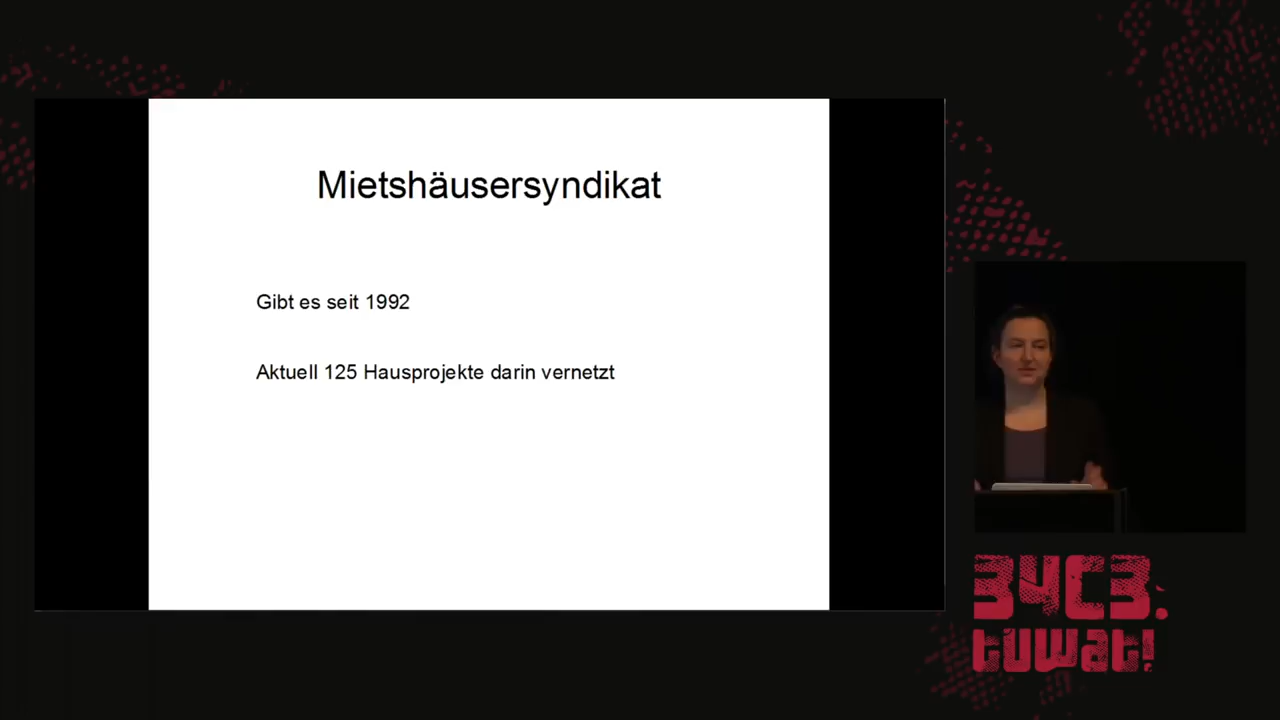 Mietshäusersyndikat
Gibt es seit 1992
Aktuell 125 Hausprojekte darin vernetzt
34C3.
tuwat!